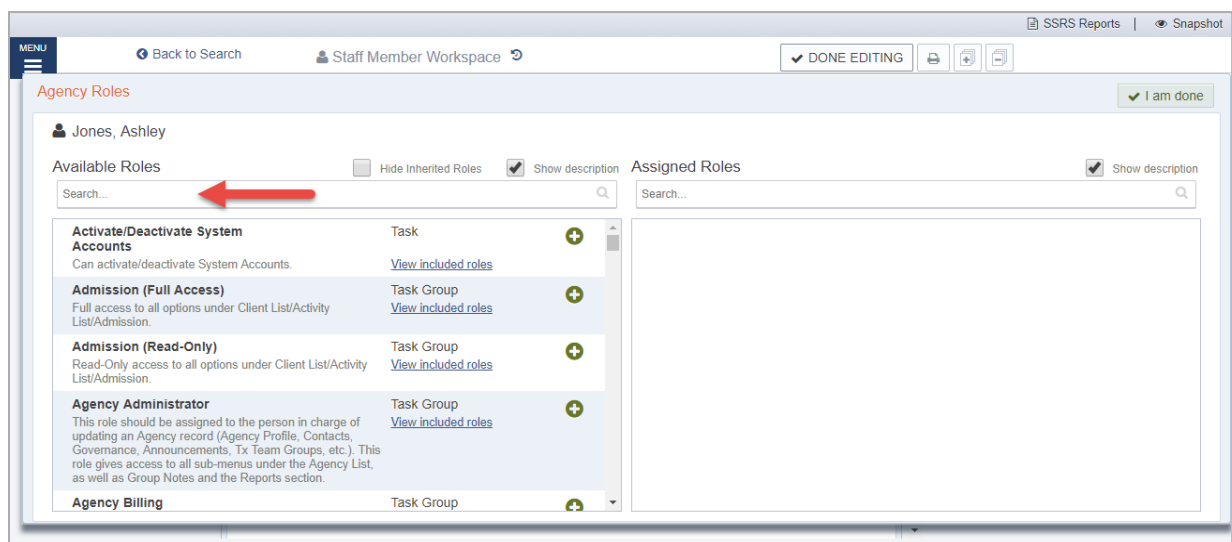 SSRS Reports | Snapshot
MENU
Back to Search
Staff Member Workspace
DONE EDITING
Agency Roles
I am done
Jones, Ashley
Available Roles
Hide Inherited Roles
Show description
Assigned Roles
Show description
Search...
Search...
Activate/Deactivate System
Accounts
Task
Can activate/deactivate System Accounts.
View included roles
Admission (Full Access)
Task Group
Full access to all options under Client List/Activity
List/Admission.
View included roles
Admission (Read-Only)
Task Group
Read-Only access to all options under Client List/Activity
List/Admission.
View included roles
Agency Administrator
Task Group
This role should be assigned to the person in charge of
updating an Agency record (Agency Profile, Contacts,
Governance, Announcements, Tx Team Groups, etc.). This
role gives access to all sub-menus under the Agency List,
as well as Group Notes and the Reports section.
View included roles
Agency Billing
Task Group